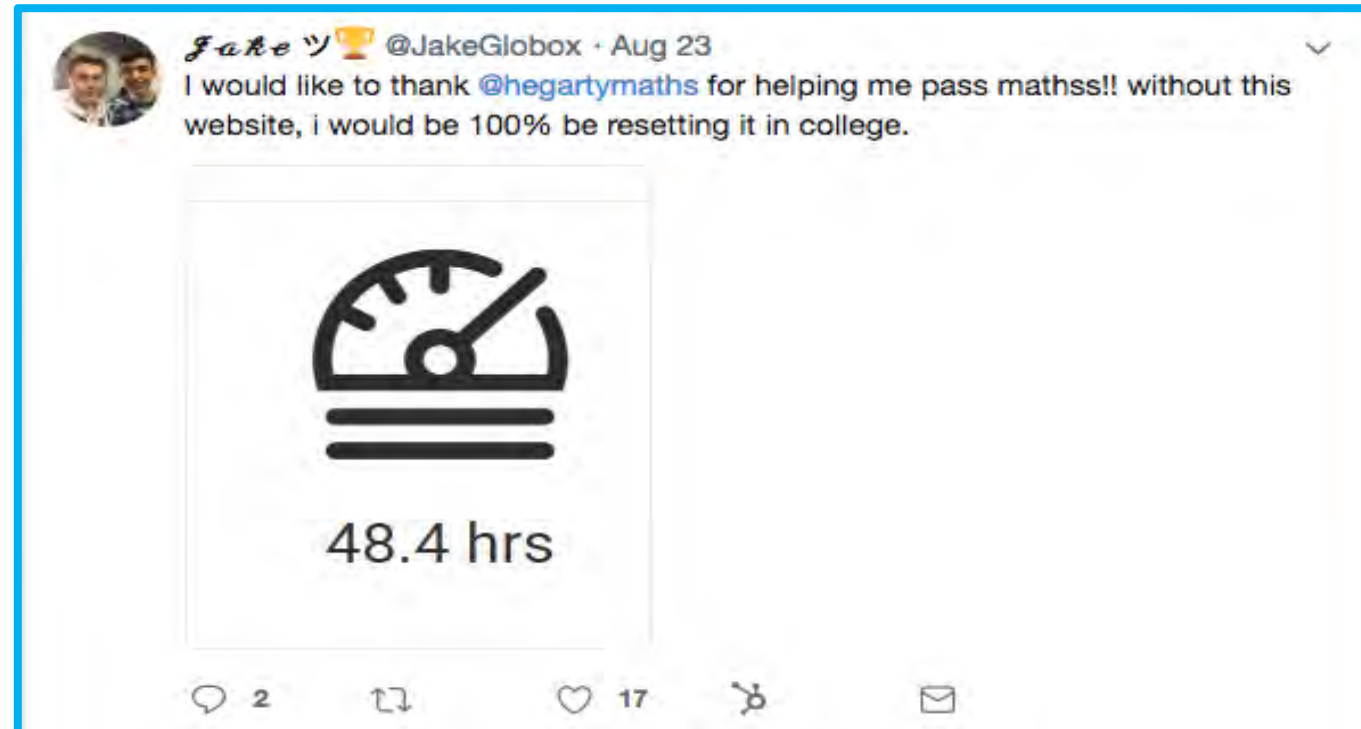 𝒥𝒶𝓀ℯ ツ🏆 @JakeGlobox · Aug 23
I would like to thank @hegartymaths for helping me pass mathss!! without this
website, i would be 100% be resetting it in college.
48.4 hrs
2 17